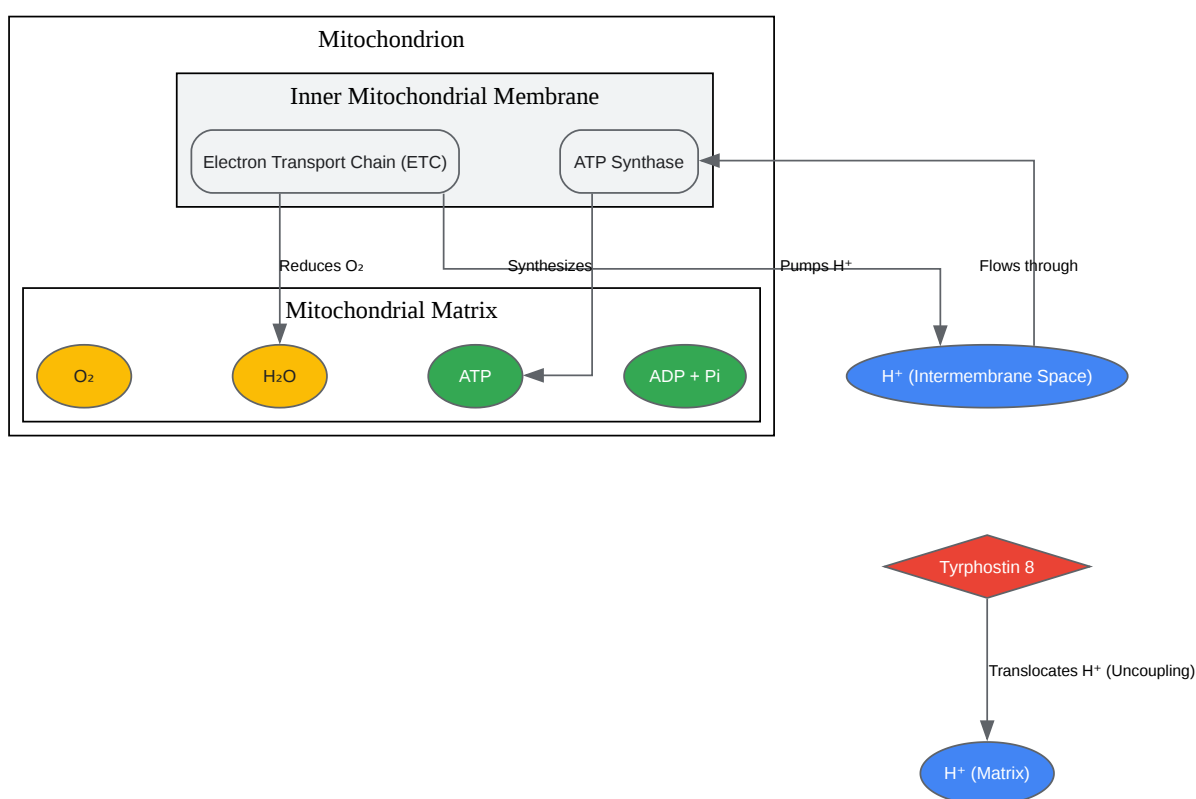 Mitochondrion
Inner Mitochondrial Membrane
Electron Transport Chain (ETC)
ATP Synthase
Reduces O₂
Synthesizes
Pumps H⁺
Flows through
Mitochondrial Matrix
O₂
H₂O
ATP
ADP + Pi
H⁺ (Intermembrane Space)
Tyrphostin 8
Translocates H⁺ (Uncoupling)
H⁺ (Matrix)